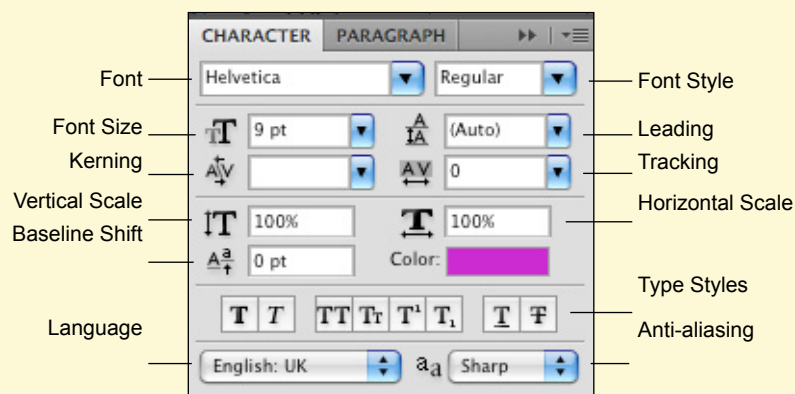 CHARACTER PARAGRAPH
Font Helvetica Regular Font Style
Font Size 9 pt (Auto) Leading
Kerning 0 Tracking
Vertical Scale 100% 100% Horizontal Scale
Baseline Shift 0 pt Color:
T T TT Tr T¹ T₁ T T Type Styles
Language Anti-aliasing
English: UK aa Sharp